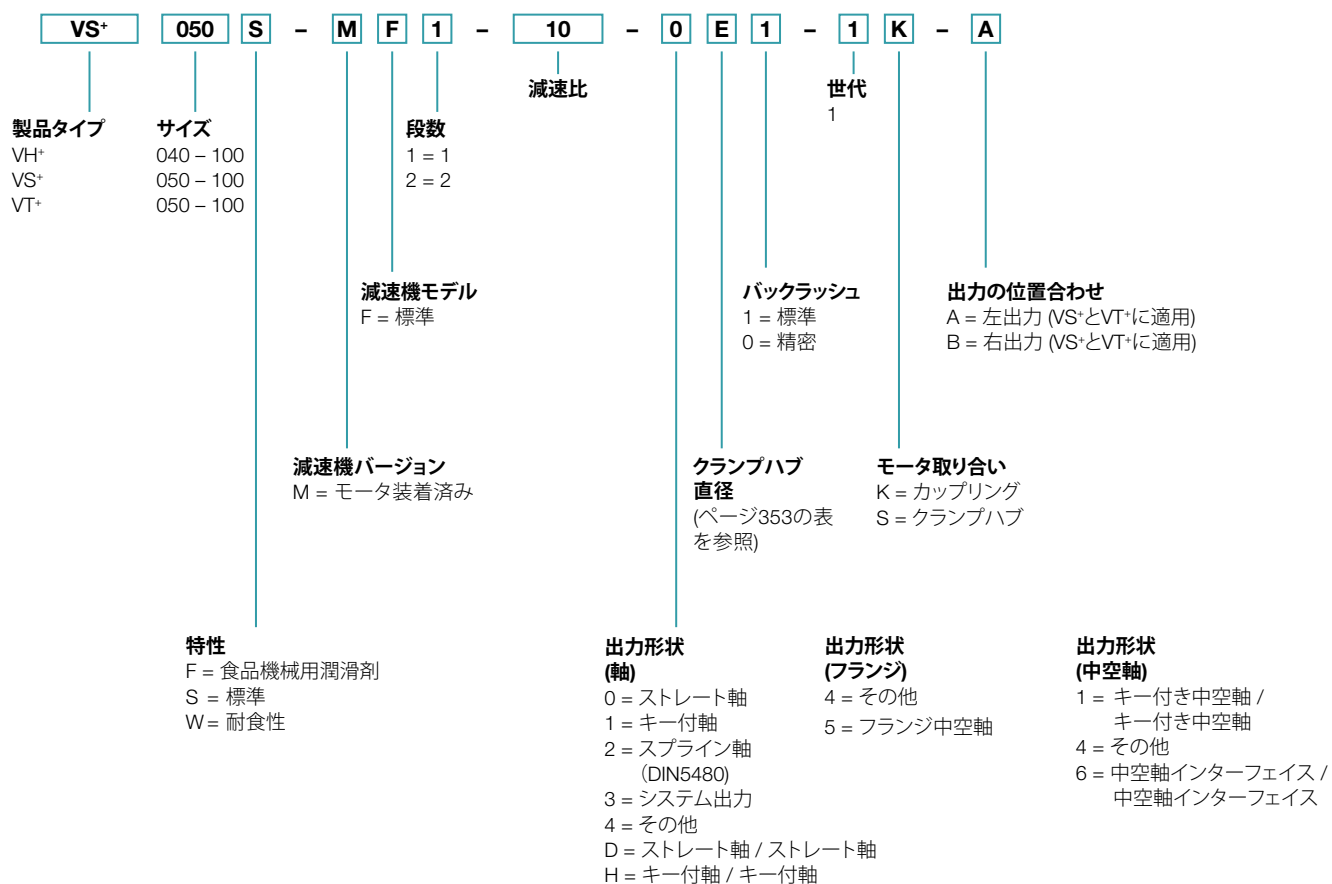 VS⁺ 050 S – M F 1 – 10 – 0 E 1 – 1 K – A
減速比
世代
1
製品タイプ
VH⁺
VS⁺
VT⁺
サイズ
040 – 100
050 – 100
050 – 100
段数
1 = 1
2 = 2
減速機モデル
F = 標準
バックラッシュ
1 = 標準
0 = 精密
出力の位置合わせ
A = 左出力 (VS⁺とVT⁺に適用)
B = 右出力 (VS⁺とVT⁺に適用)
減速機バージョン
M = モータ装着済み
クランプハブ
直径
(ページ353の表
を参照)
モータ取り合い
K = カップリング
S = クランプハブ
特性
F = 食品機械用潤滑剤
S = 標準
W = 耐食性
出力形状
(軸)
0 = ストレート軸
1 = キー付軸
2 = スプライン軸
（DIN5480)
3 = システム出力
4 = その他
D = ストレート軸 / ストレート軸
H = キー付軸 / キー付軸
出力形状
(フランジ)
4 = その他
5 = フランジ中空軸
出力形状
(中空軸)
1 = キー付き中空軸 /
キー付き中空軸
4 = その他
6 = 中空軸インターフェイス /
中空軸インターフェイス